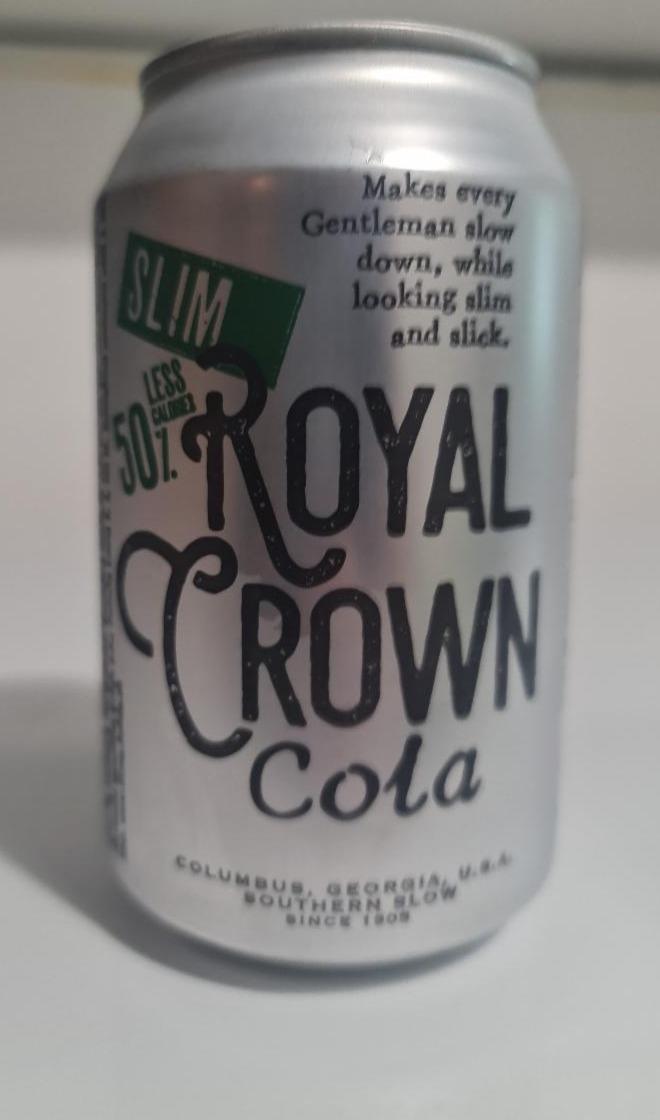 Makes every
Gentleman slow
down, while
looking slim
and slick.
SL!M
50%
LESS
CALORIES
ROYAL
CROWN
Cola
COLUMBUS, GEORGIA, U.S.A.
SOUTHERN SLOW
SINCE 1905